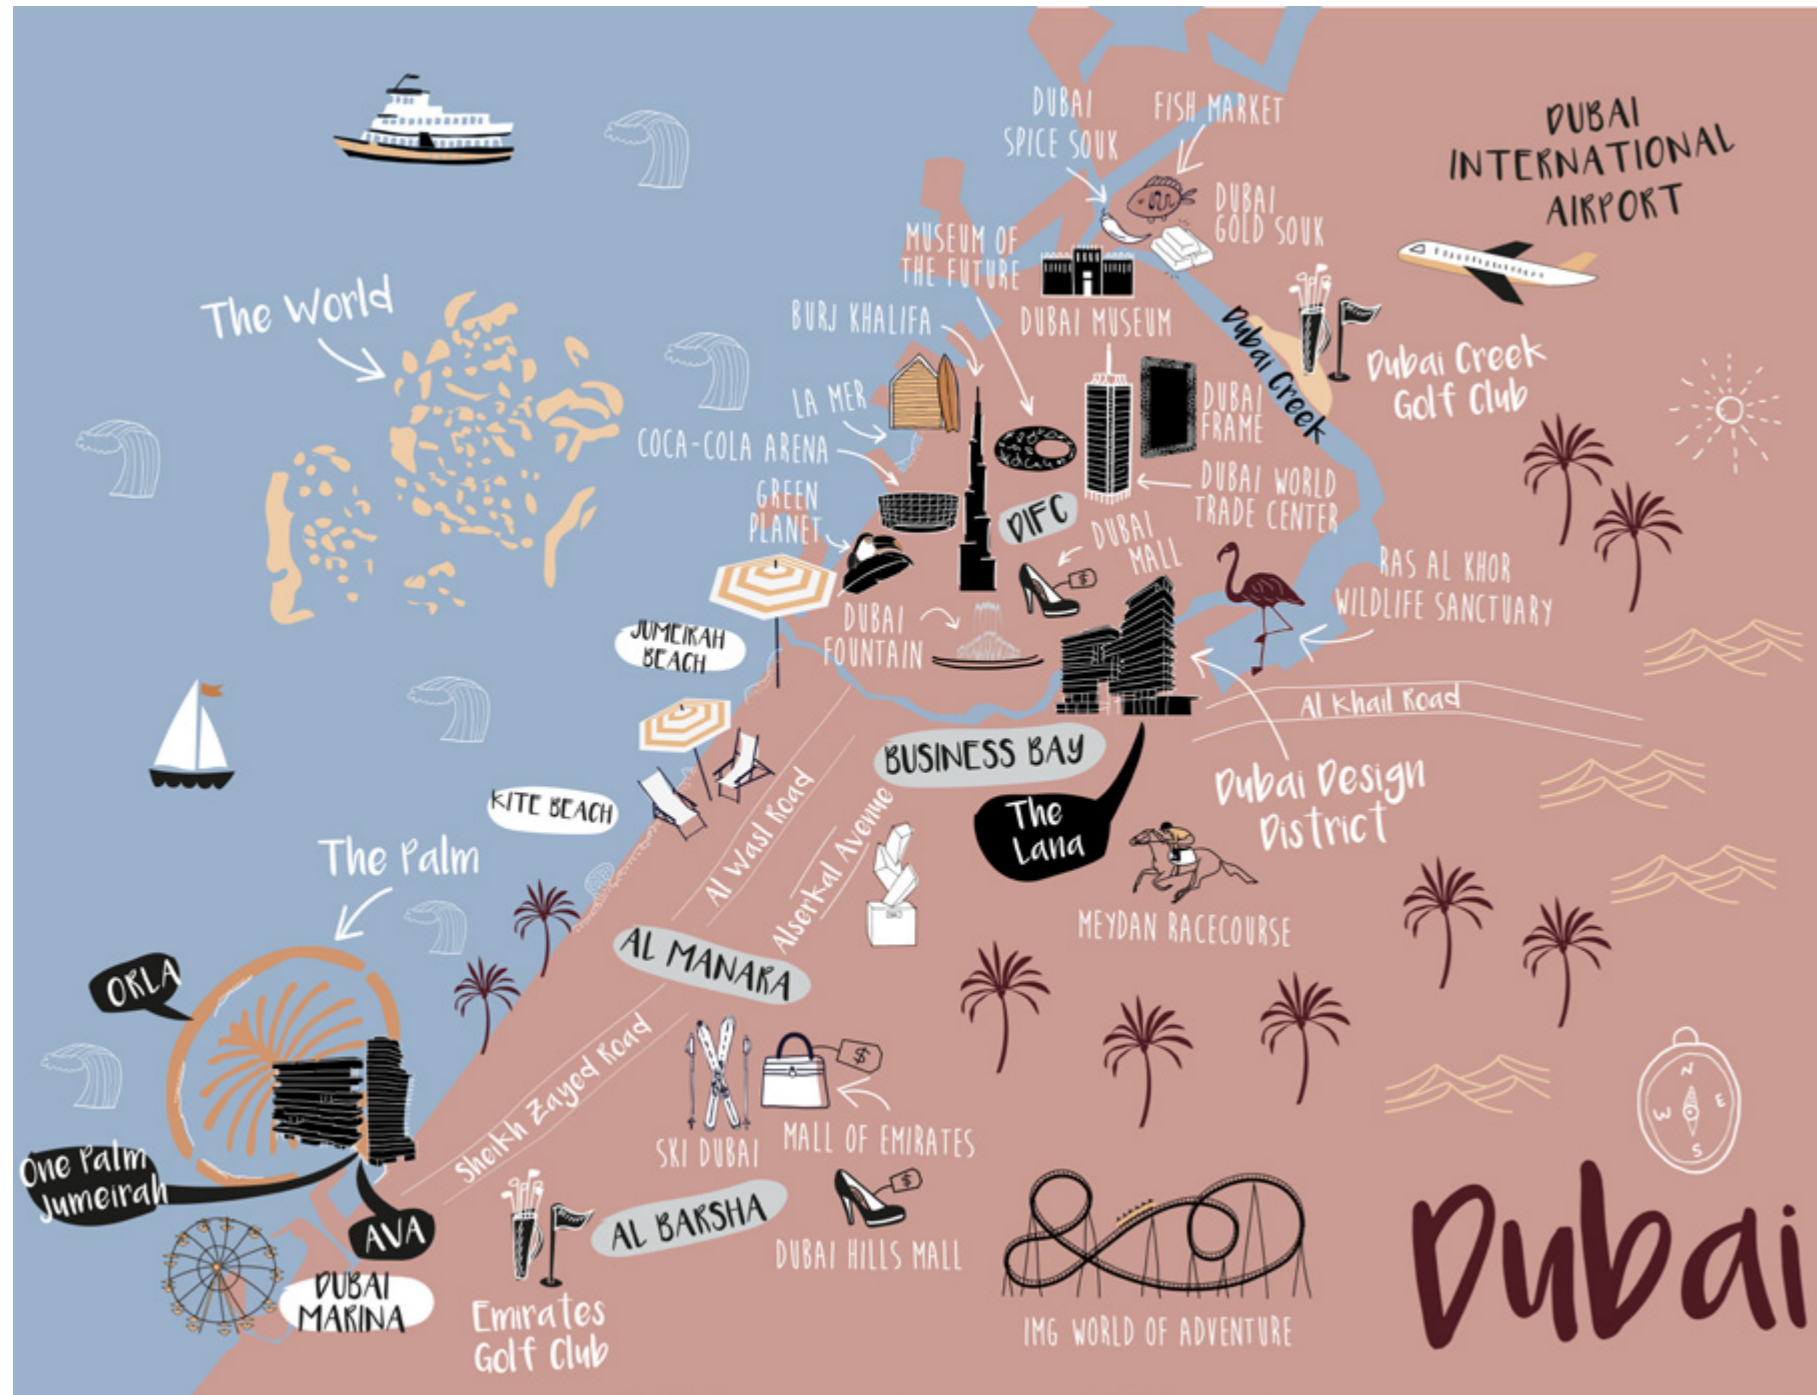 DUBAI
SPICE SOUK
FISH MARKET
DUBAI
INTERNATIONAL
AIRPORT
DUBAI
GOLD SOUK
MUSEUM OF
THE FUTURE
The World
BURJ KHALIFA
DUBAI MUSEUM
Dubai Creek
Dubai Creek
Golf Club
LA MER
DUBAI
FRAME
COCA-COLA ARENA
DUBAI WORLD
TRADE CENTER
GREEN
PLANET
DIFC
DUBAI
MALL
$
RAS AL KHOR
WILDLIFE SANCTUARY
JUMEIRAH
BEACH
DUBAI
FOUNTAIN
Al Khail Road
BUSINESS BAY
KITE BEACH
Al Wasl Road
Alserkal Avenue
The
Lana
Dubai Design
District
The Palm
MEYDAN RACECOURSE
AL MANARA
ORLA
Sheikh Zayed Road
$
SKI DUBAI
MALL OF EMIRATES
N
W
E
S
One Palm
Jumeirah
AVA
AL BARSHA
$
DUBAI HILLS MALL
DUBAI
MARINA
Emirates
Golf Club
IMG WORLD OF ADVENTURE
Dubai